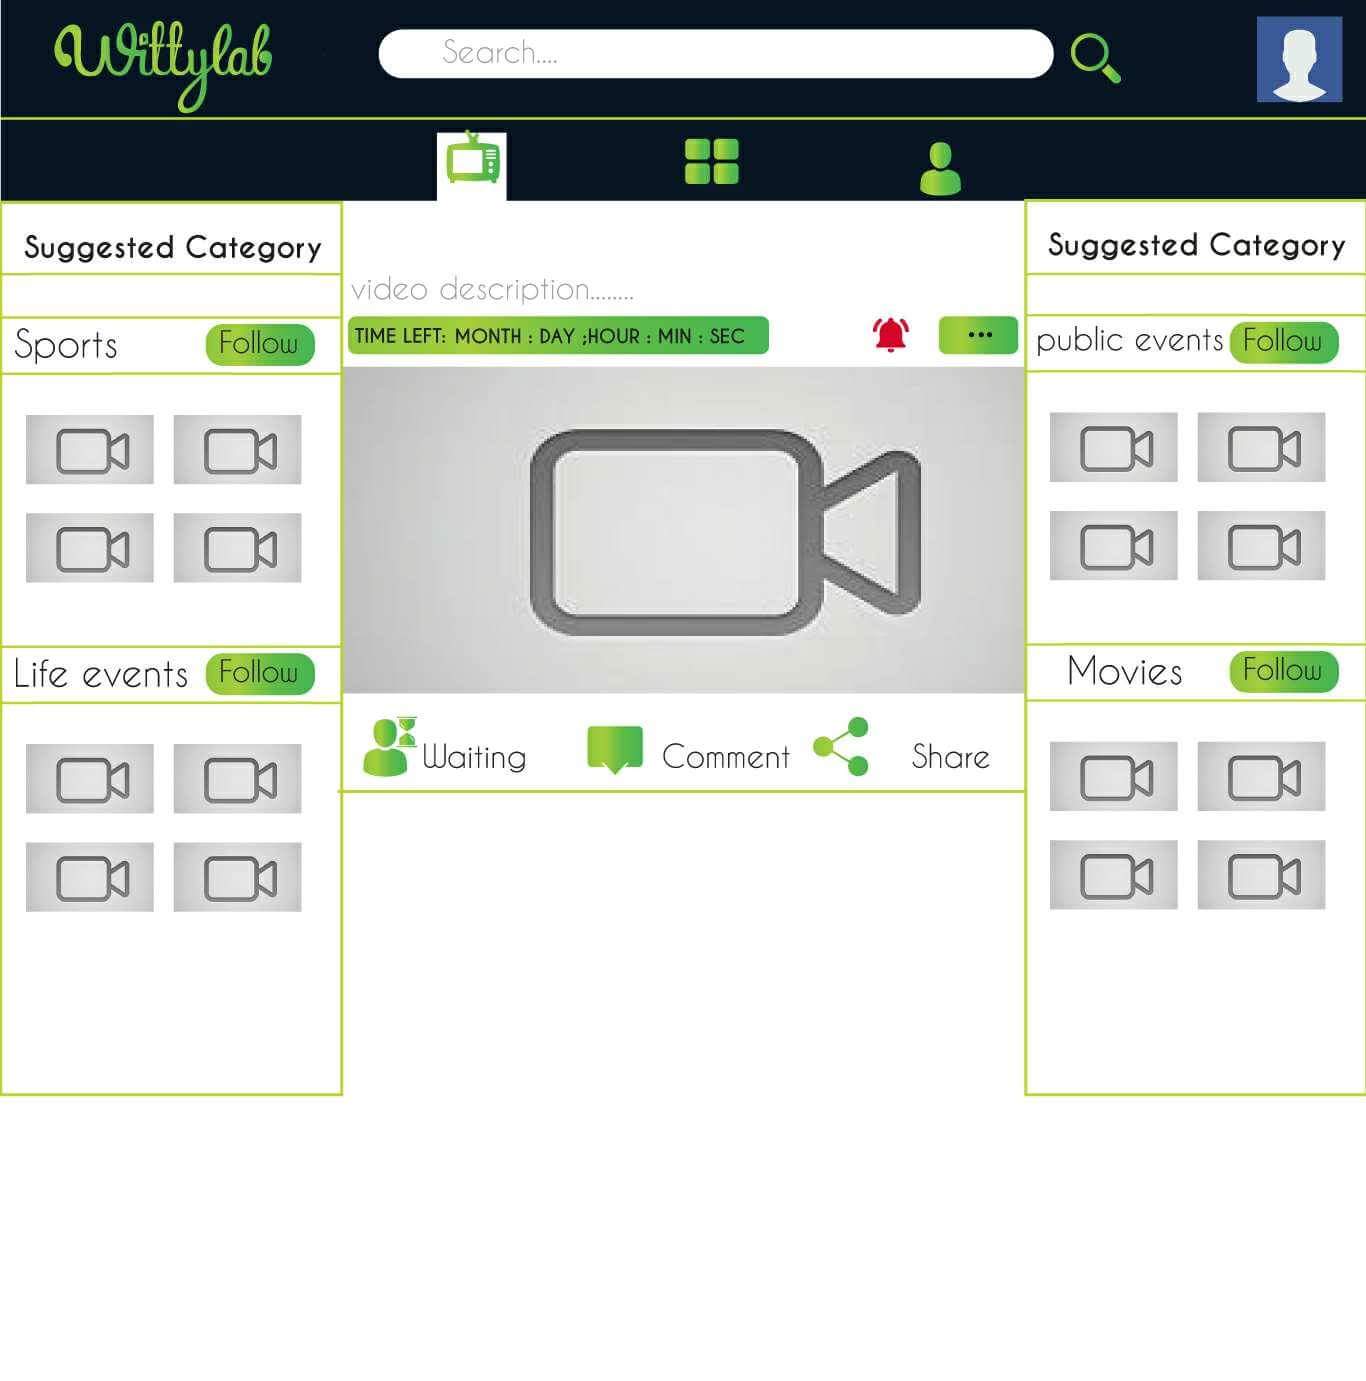 Wittylab
Search....
Suggested Category
Sports
Follow
Life events
Follow
video description........
TIME LEFT: MONTH : DAY ;HOUR : MIN : SEC
...
Waiting
Comment
Share
Suggested Category
public events
Follow
Movies
Follow